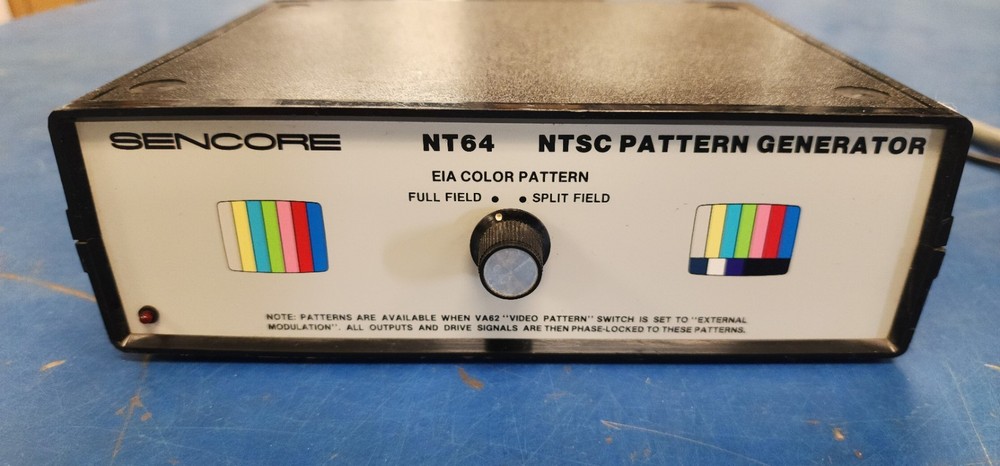 SENCORE NT64 NTSC PATTERN GENERATOR
EIA COLOR PATTERN
FULL FIELD • • SPLIT FIELD
NOTE: PATTERNS ARE AVAILABLE WHEN VA62 "VIDEO PATTERN" SWITCH IS SET TO "EXTERNAL
MODULATION". ALL OUTPUTS AND DRIVE SIGNALS ARE THEN PHASE-LOCKED TO THESE PATTERNS.